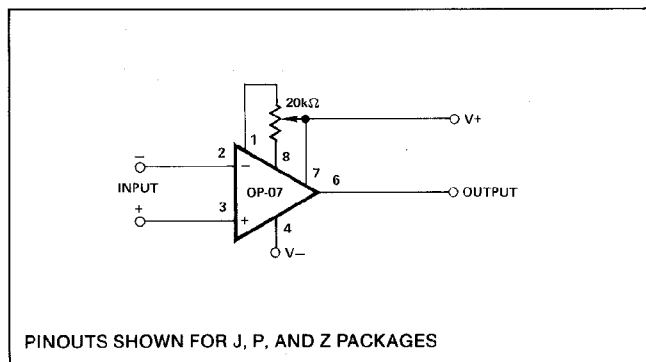 20kΩ
V+
1
8
7
2
−
−
6
INPUT
OP-07
OUTPUT
+
3
+
4
V−
PINOUTS SHOWN FOR J, P, AND Z PACKAGES